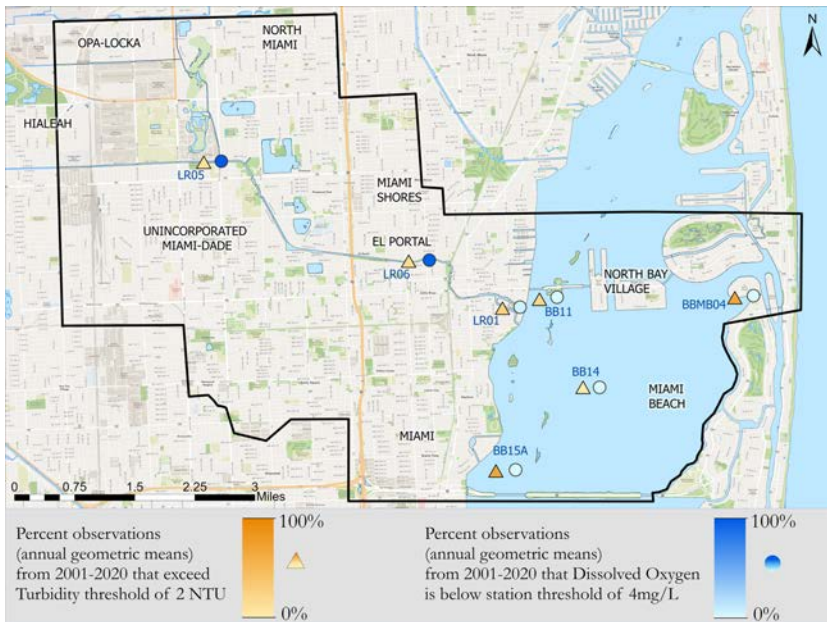 N
NORTH
MIAMI
OPA-LOCKA
HIALEAH
LR05
MIAMI
SHORES
UNINCORPORATED
MIAMI-DADE
EL PORTAL
LR06
NORTH BAY
VILLAGE
BBMB04
LR01
BB11
BB14
MIAMI
BEACH
MIAMI
BB15A
0 0.75 1.5 2.25 3
Miles
Percent observations
(annual geometric means)
from 2001-2020 that exceed
Turbidity threshold of 2 NTU
100%
0%
Percent observations
(annual geometric means)
from 2001-2020 that Dissolved Oxygen
is below station threshold of 4mg/L
100%
0%